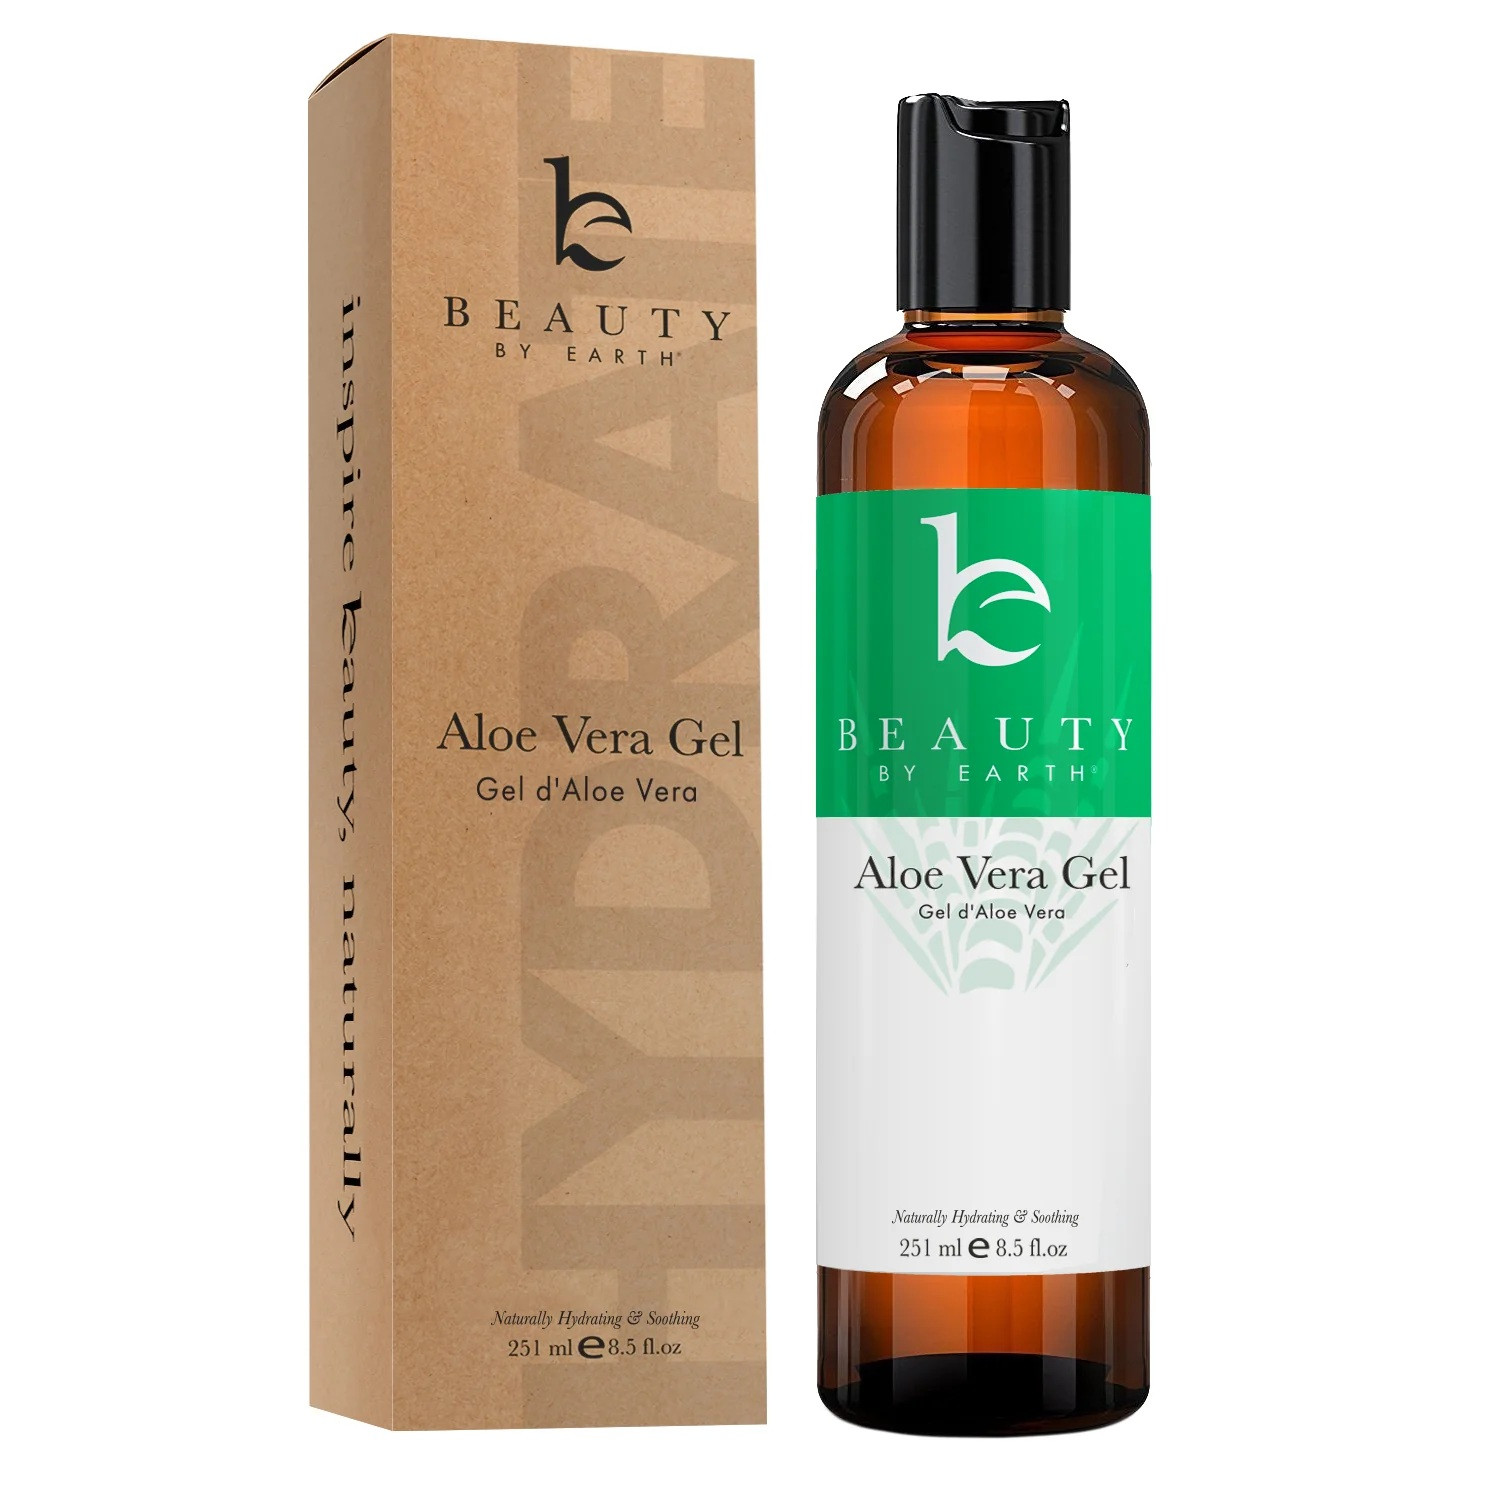 be
BEAUTY
BY EARTH®
Aloe Vera Gel
Gel d'Aloe Vera
Naturally Hydrating & Soothing
251 ml e 8.5 fl.oz
HYDRATE
inspire beauty, naturally
be
BEAUTY
BY EARTH®
Aloe Vera Gel
Gel d'Aloe Vera
Naturally Hydrating & Soothing
251 ml e 8.5 fl.oz